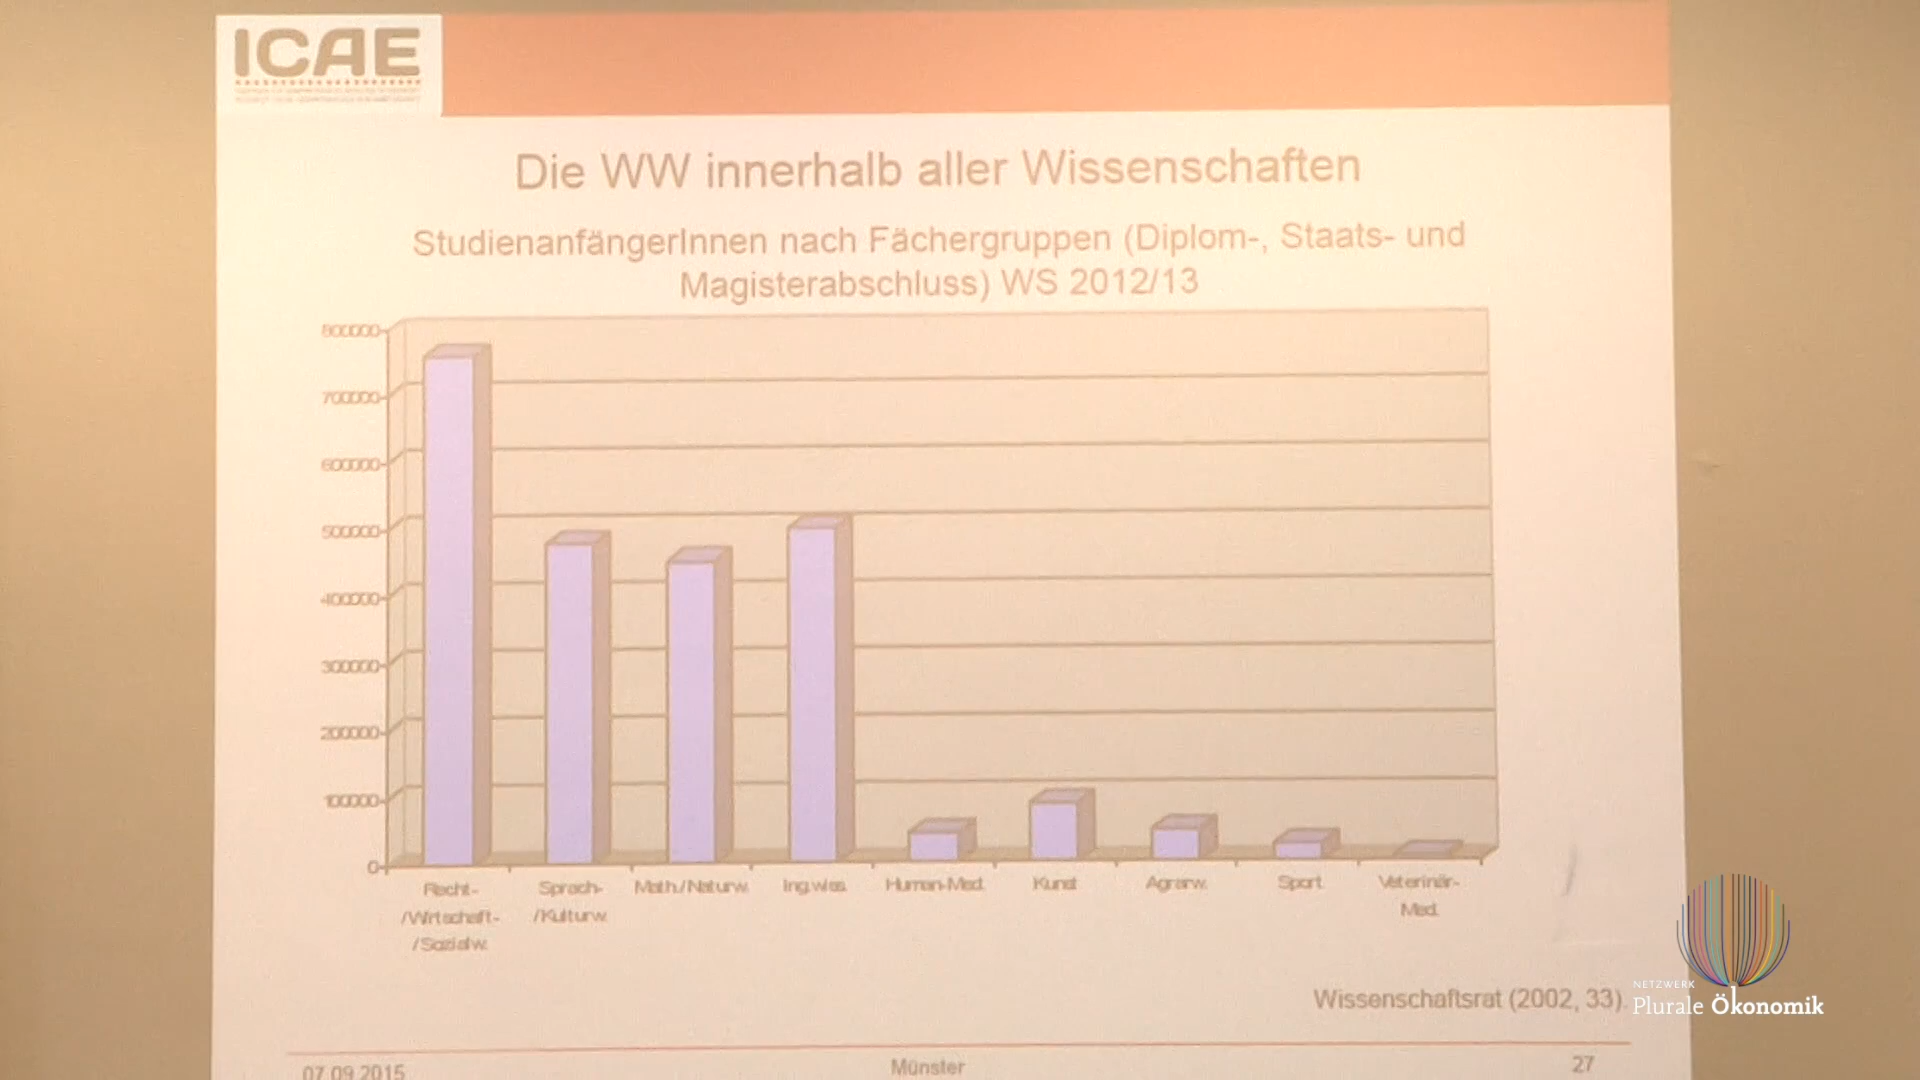 ICAE
Die WW innerhalb aller Wissenschaften
StudienanfängerInnen nach Fächergruppen (Diplom-, Staats- und
Magisterabschluss) WS 2012/13
800000
700000
600000
500000
400000
300000
200000
100000
0
Recht-
/Wirtschaft-
/Sozialw.
Sprach-
/Kulturw.
Math./Naturw.
Ing.wiss.
Human-Med.
Kunst
Agrarw.
Sport
Veterinär-
Med.
Wissenschaftsrat (2002, 33)
NETZWERK
Plurale Ökonomik
07.09.2015
Münster
27